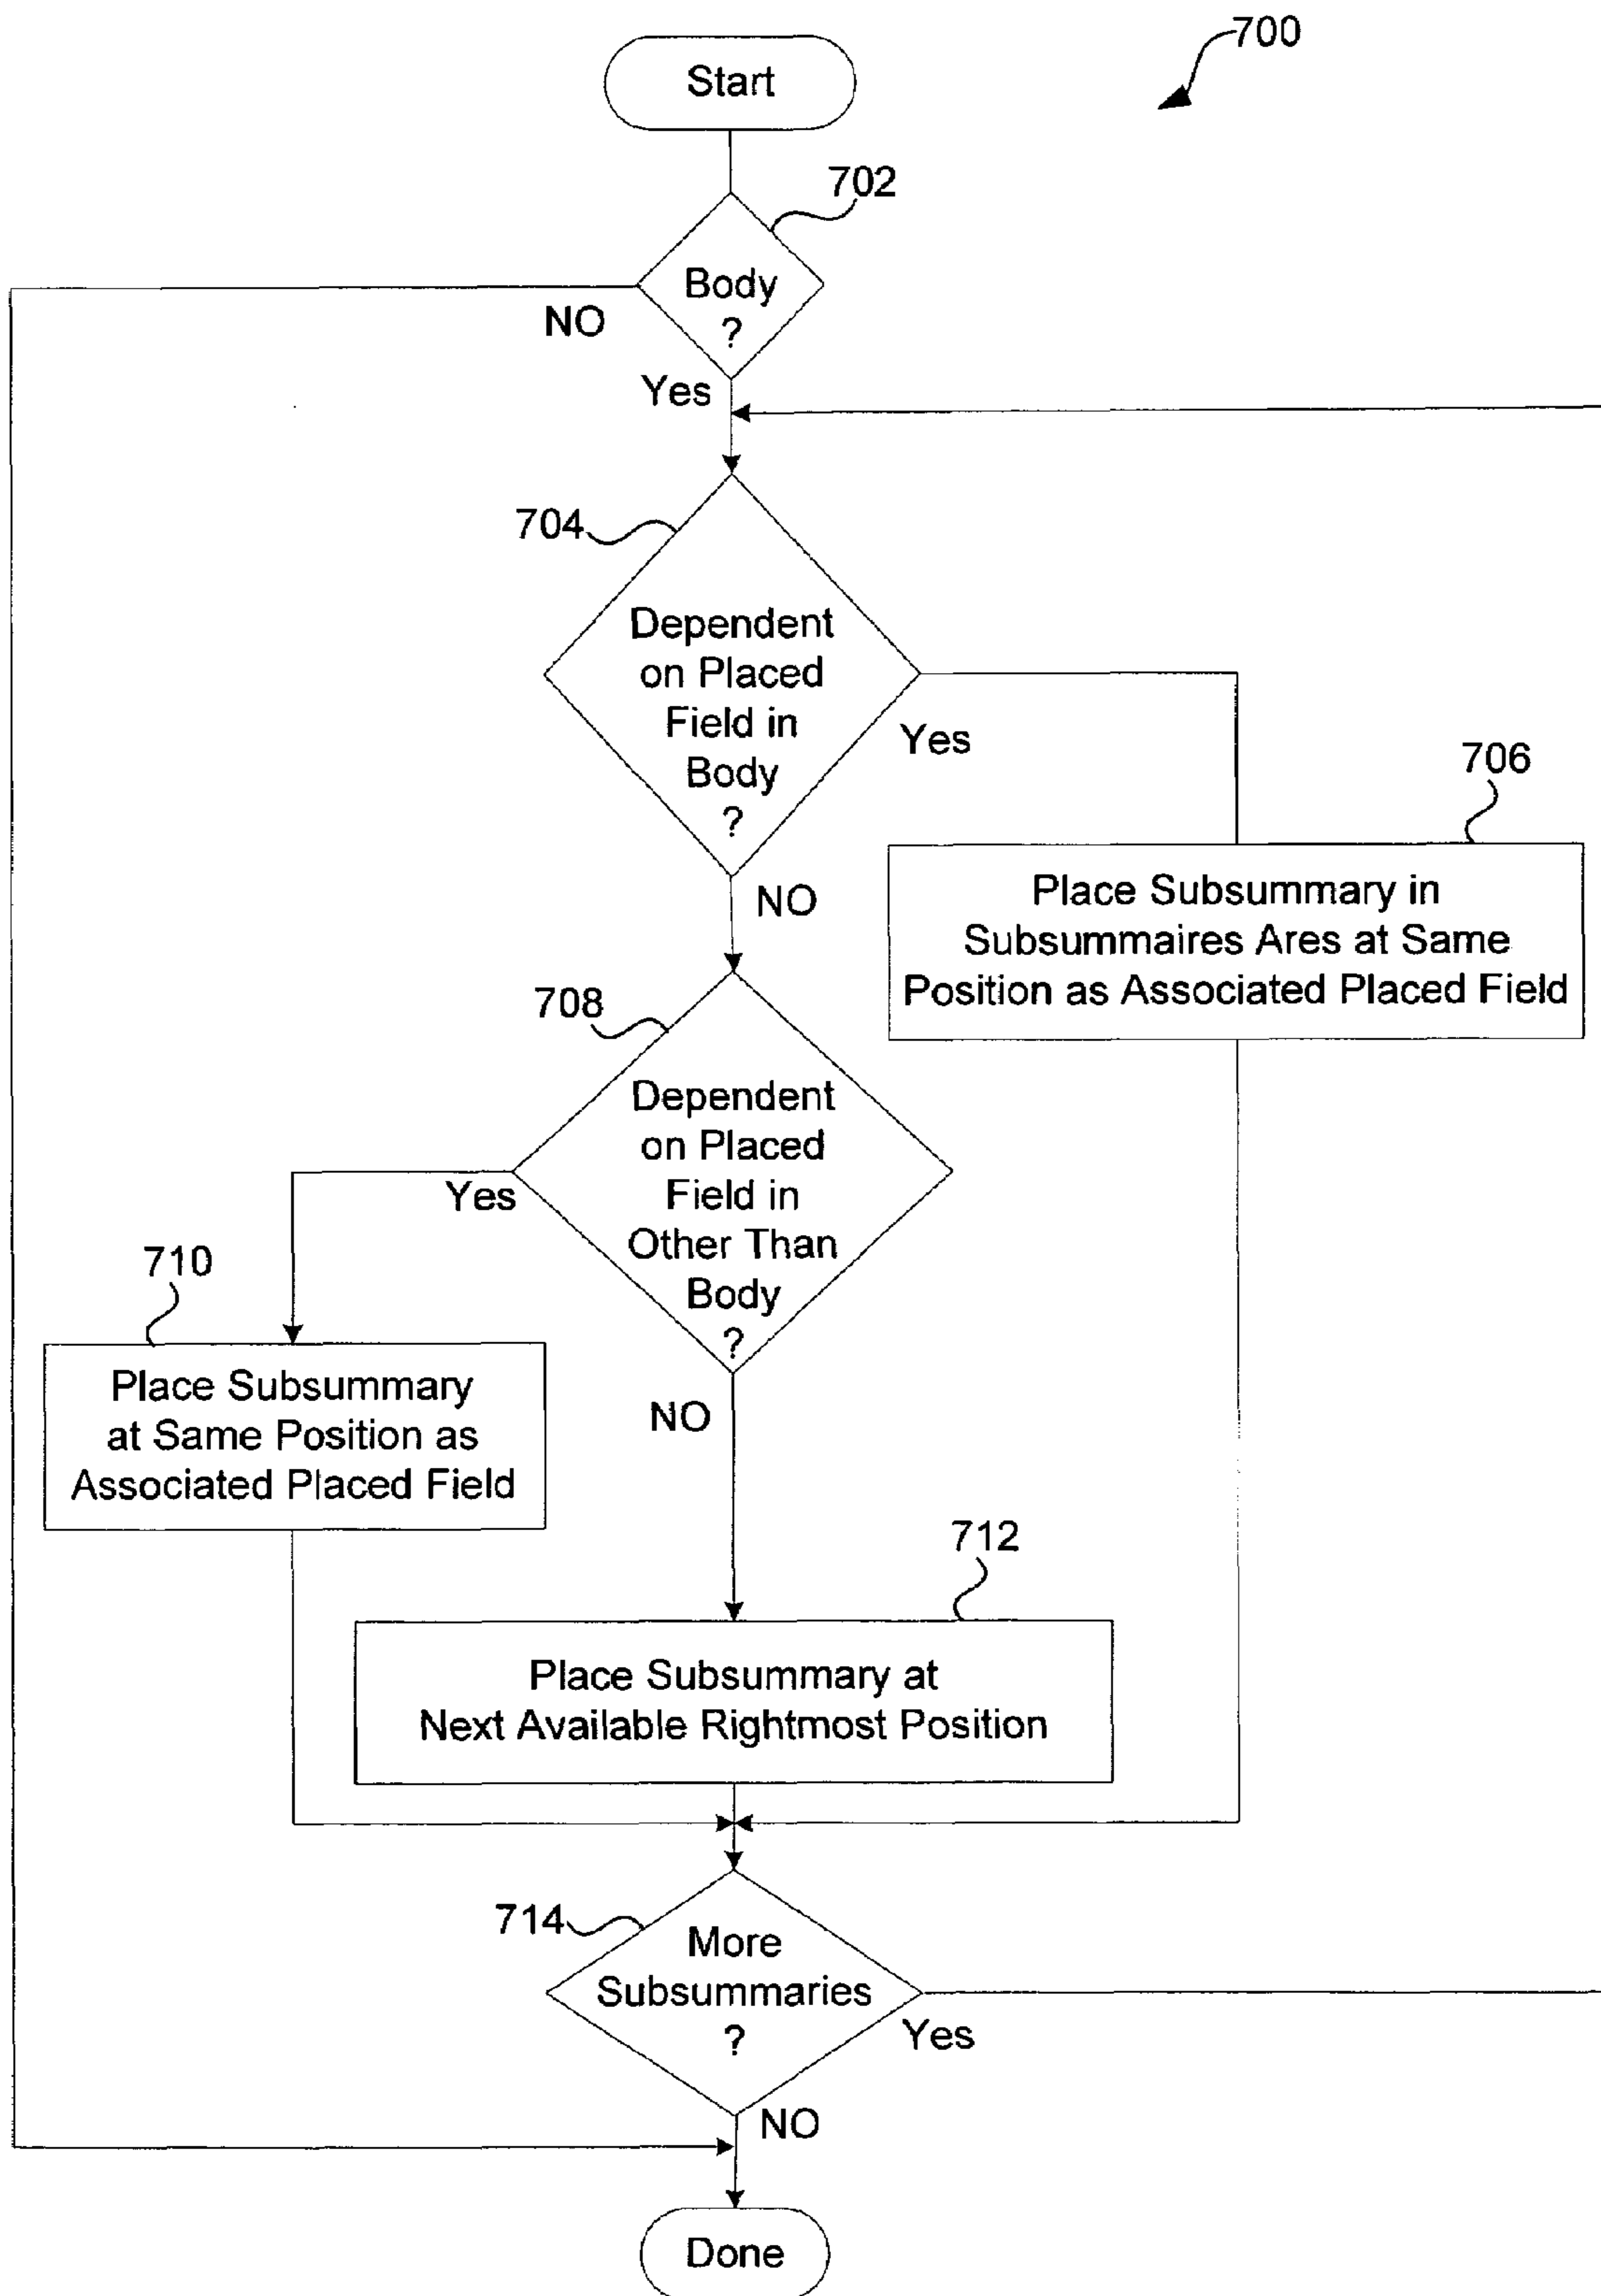 700
Start
702
Body
?
NO
Yes
704
Dependent
on Placed
Field in
Body
?
Yes
NO
706
Place Subsummary in
Subsummaires Ares at Same
Position as Associated Placed Field
708
Dependent
on Placed
Field in
Other Than
Body
?
Yes
NO
710
Place Subsummary
at Same Position as
Associated Placed Field
712
Place Subsummary at
Next Available Rightmost Position
714
More
Subsummaries
?
Yes
NO
Done